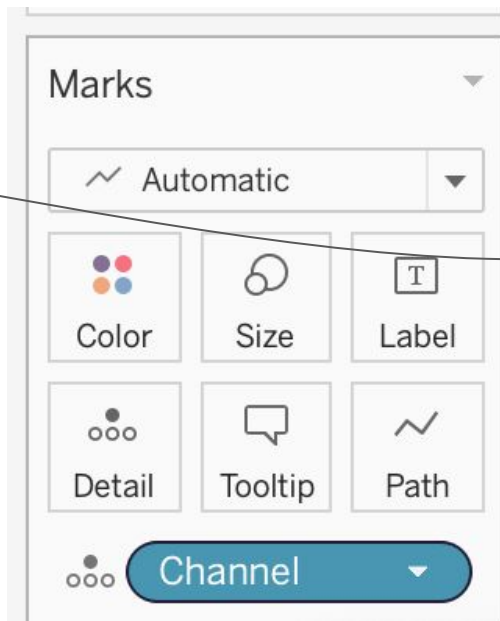 Marks
Automatic
Color Size T Label
Detail Tooltip Path
Channel